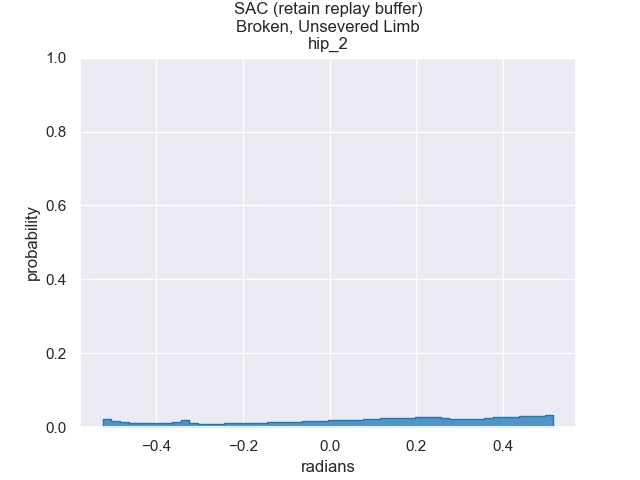 SAC (retain replay buffer)
Broken, Unsevered Limb
hip_2
1.0
0.8
0.6
0.4
0.2
0.0
probability
−0.4
−0.2
0.0
0.2
0.4
radians